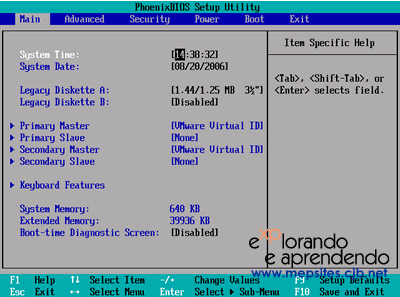 PhoenixBIOS Setup Utility
Main Advanced Security Power Boot Exit
System Time: [14:38:32]
System Date: [08/20/2006]
Legacy Diskette A: [1.44/1.25 MB 3½"]
Legacy Diskette B: [Disabled]
Primary Master [VMware Virtual ID]
Primary Slave [None]
Secondary Master [VMware Virtual ID]
Secondary Slave [None]
Keyboard Features
System Memory: 640 KB
Extended Memory: 39936 KB
Boot-time Diagnostic Screen: [Disabled]
Item Specific Help
<Tab>, <Shift-Tab>, or
<Enter> selects field.
explorando
e aprendendo
www.mepsites.cjb.net
F1 Help ↑↓ Select Item -/+ Change Values F9 Setup Defaults
Esc Exit ↔ Select Menu Enter Select ▶ Sub-Menu F10 Save and Exit